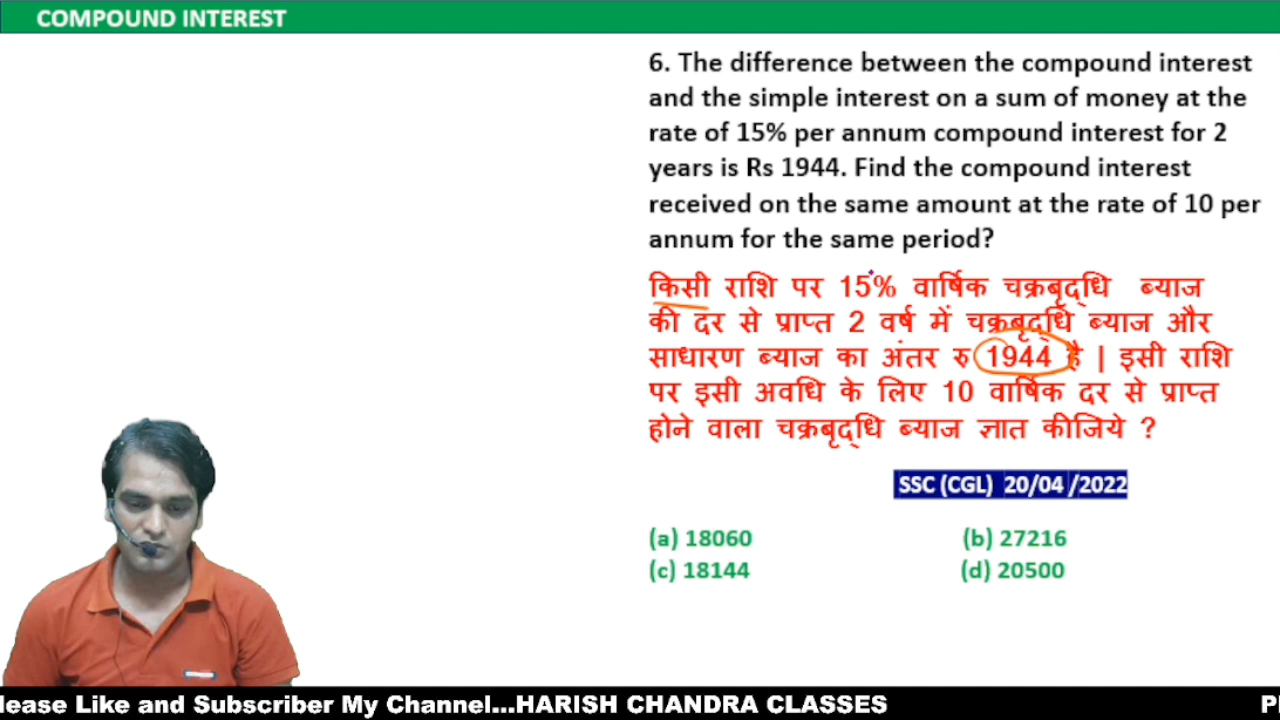 COMPOUND INTEREST
6. The difference between the compound interest
and the simple interest on a sum of money at the
rate of 15% per annum compound interest for 2
years is Rs 1944. Find the compound interest
received on the same amount at the rate of 10 per
annum for the same period?
किसी राशि पर 15% वार्षिक चक्रबृद्धि ब्याज
की दर से प्राप्त 2 वर्ष में चक्रबृद्धि ब्याज और
साधारण ब्याज का अंतर रु 1944 है | इसी राशि
पर इसी अवधि के लिए 10 वार्षिक दर से प्राप्त
होने वाला चक्रबृद्धि ब्याज ज्ञात कीजिये ?
SSC (CGL) 20/04 /2022
(a) 18060 (b) 27216
(c) 18144 (d) 20500
lease Like and Subscriber My Channel...HARISH CHANDRA CLASSES